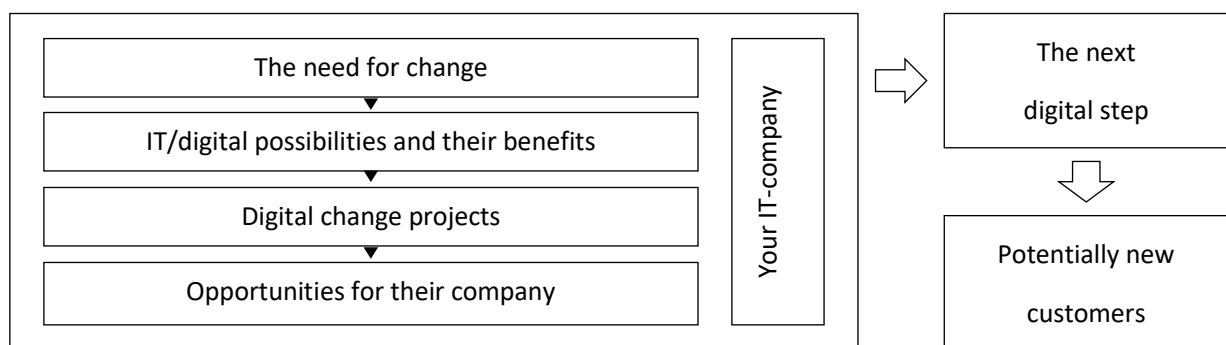 The need for change
IT/digital possibilities and their benefits
Digital change projects
Opportunities for their company
Your IT-company
The next
digital step
Potentially new
customers